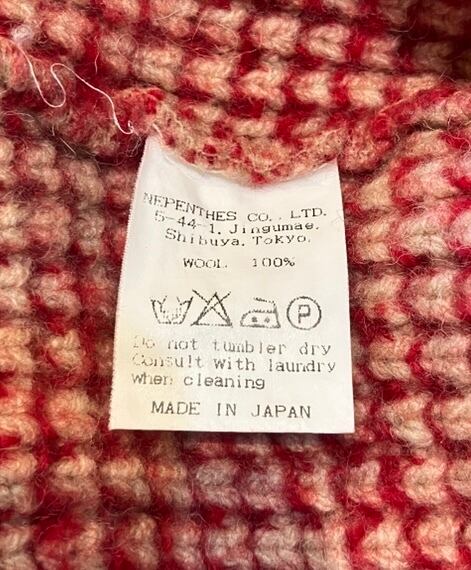 NEPENTHES CO., LTD.
5-44-1, Jingumae,
Shibuya, Tokyo,
WOOL 100%
P
Do not tumbler dry
Consult with laundry
when cleaning
MADE IN JAPAN